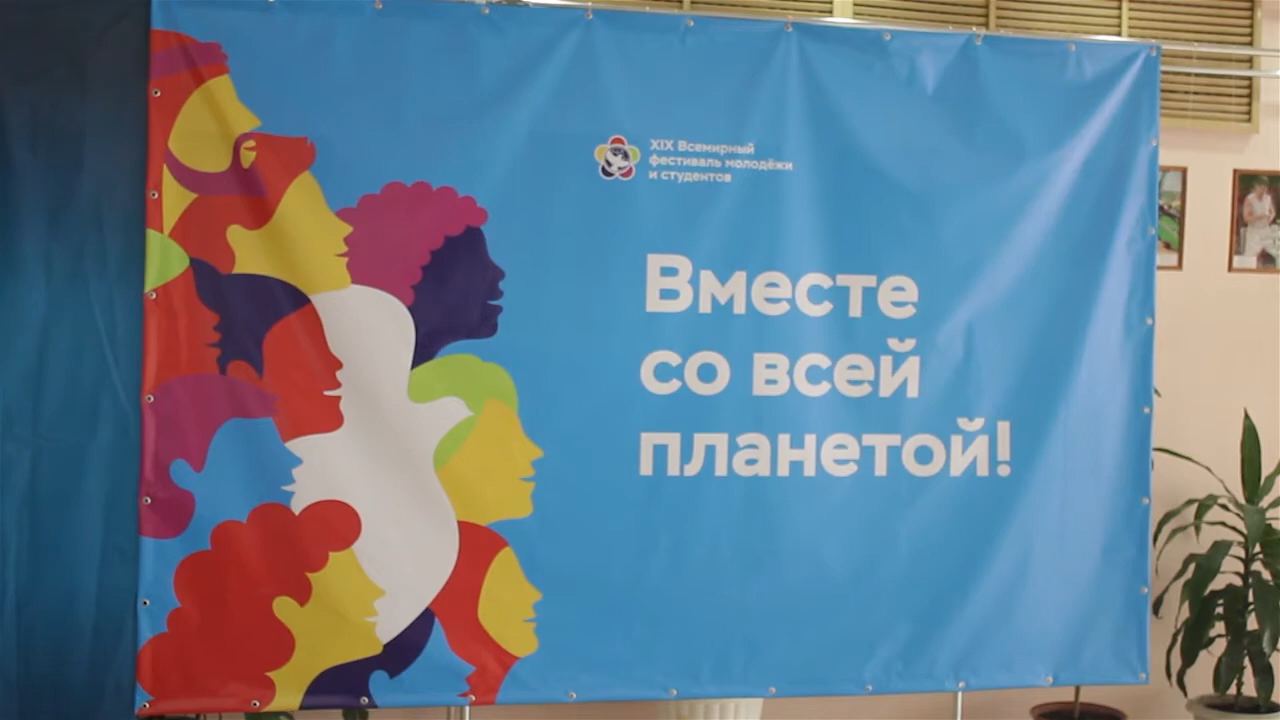 XIX Всемирный
фестиваль молодёжи
и студентов
Вместе
со всей
планетой!